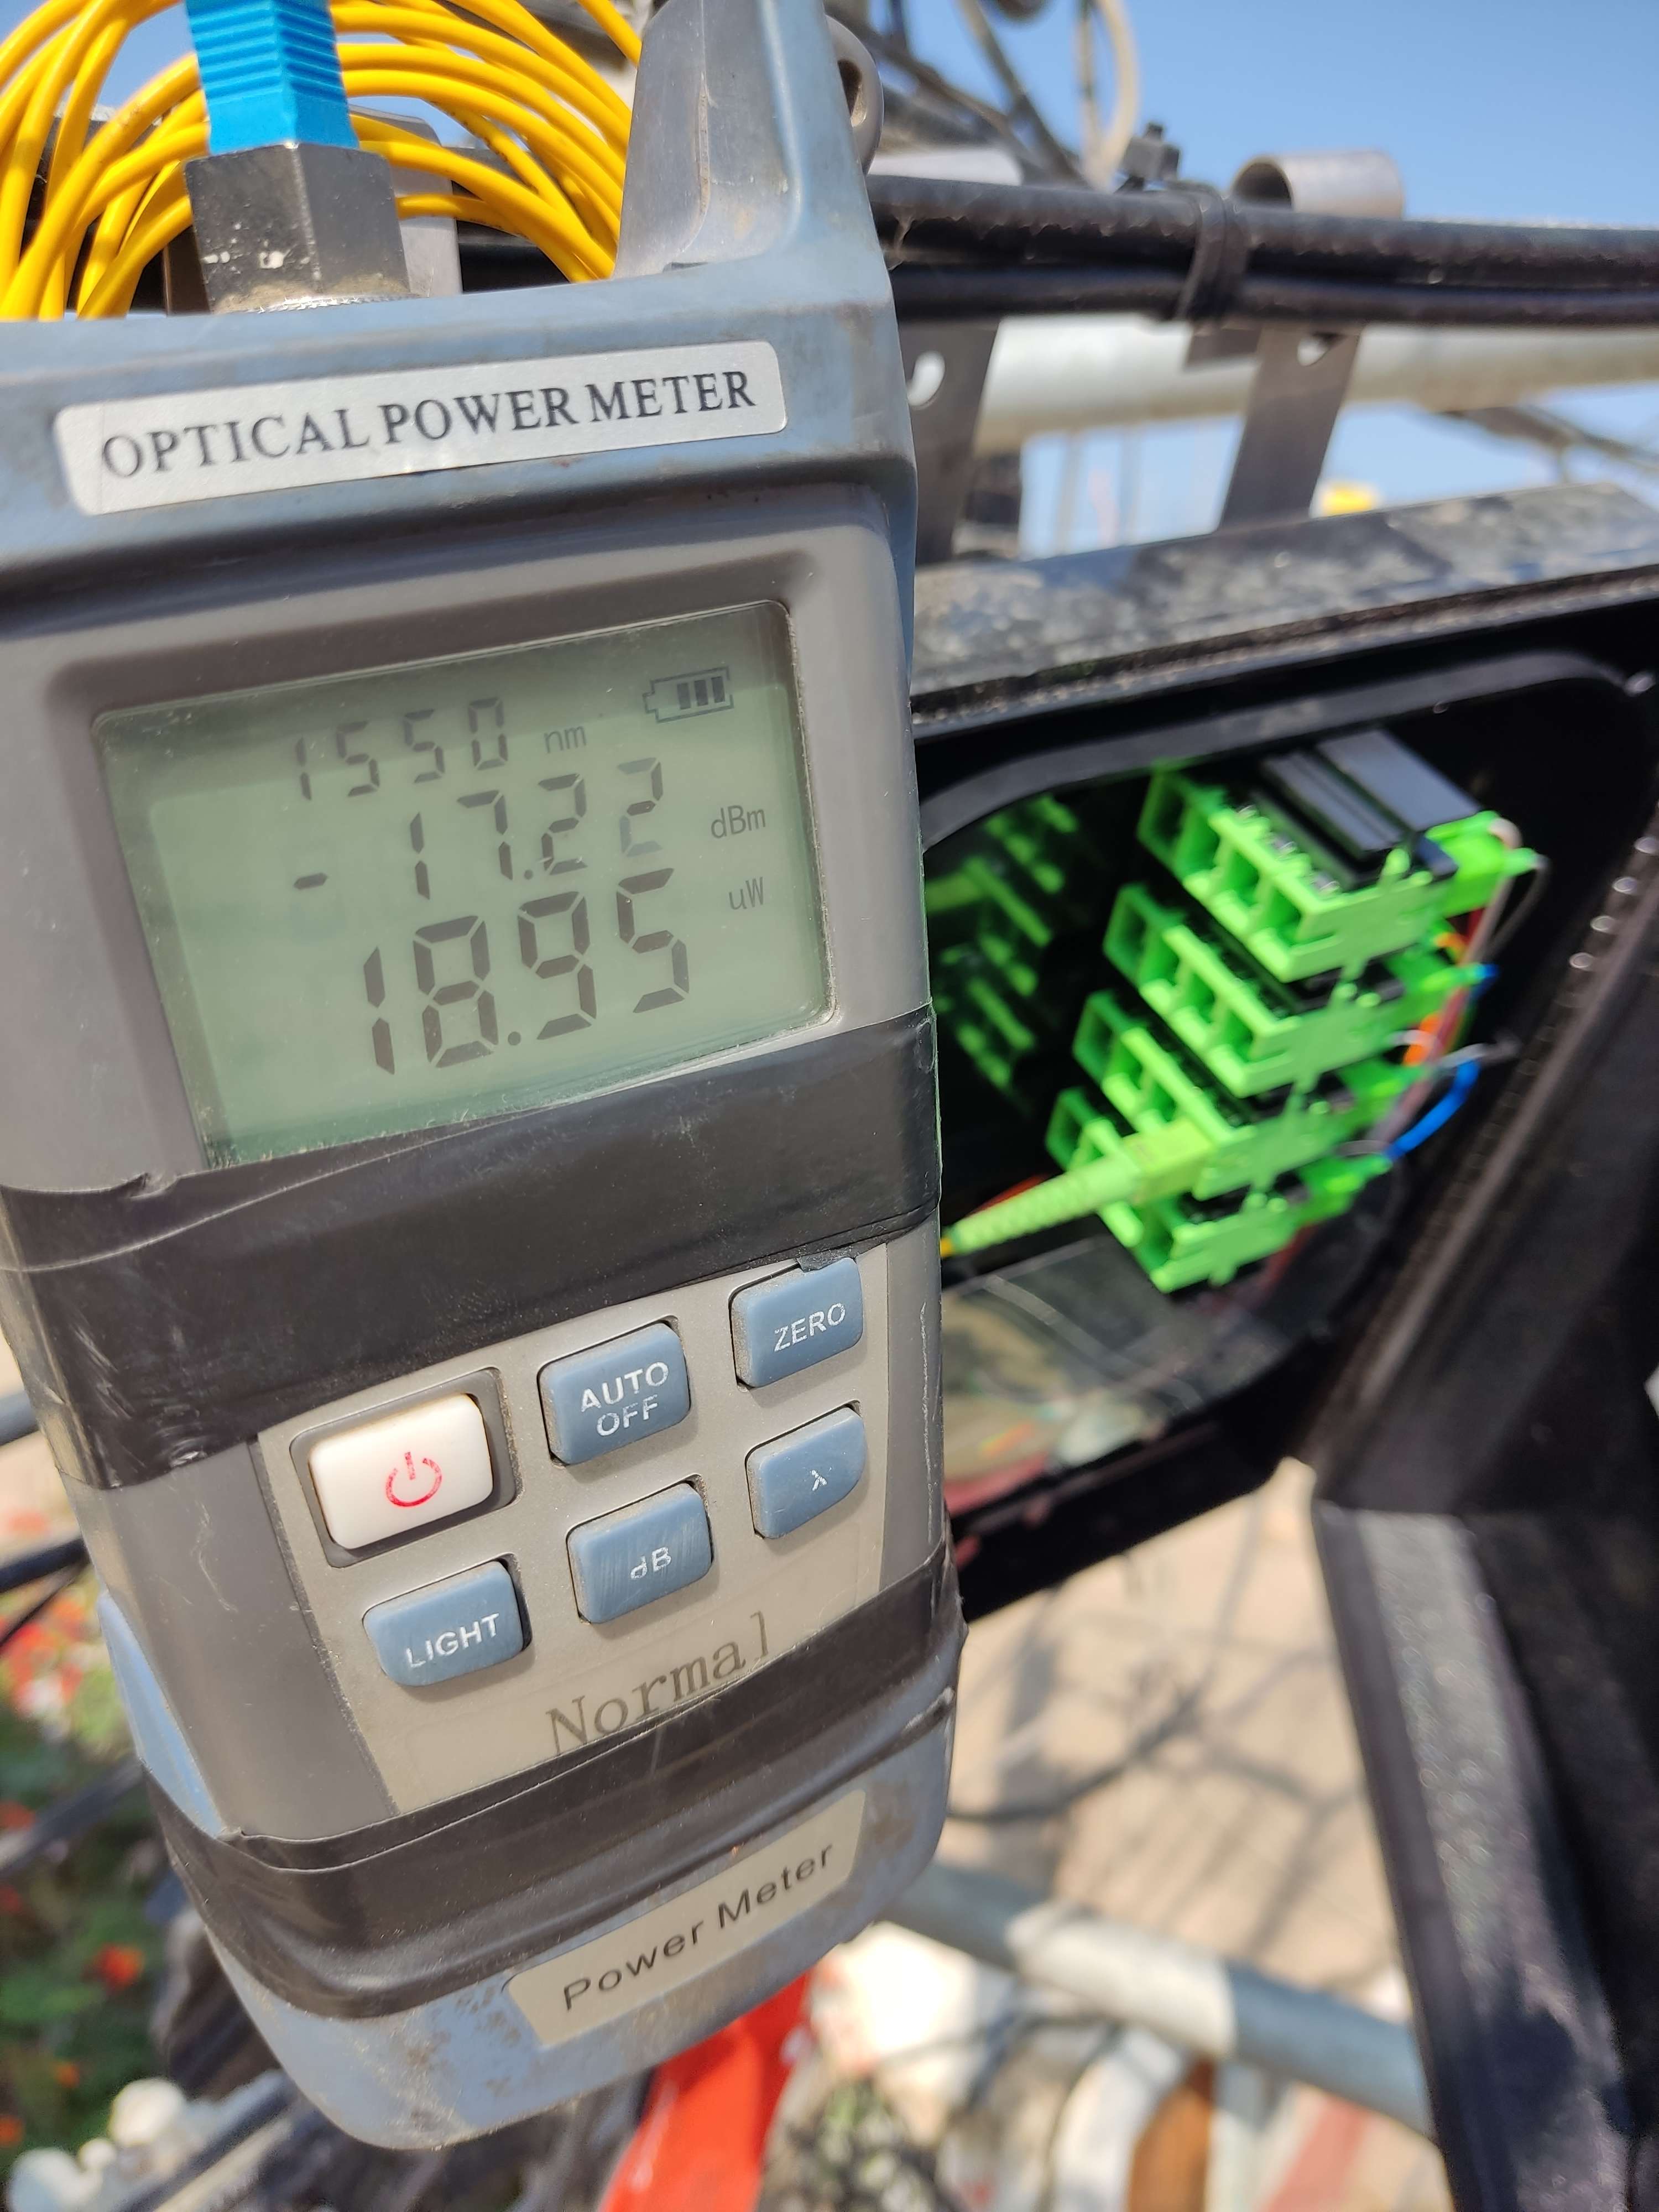 OPTICAL POWER METER
1550 nm
-17.22 dBm
18.95 uW
ZERO
AUTO OFF
λ
dB
LIGHT
Normal
Power Meter